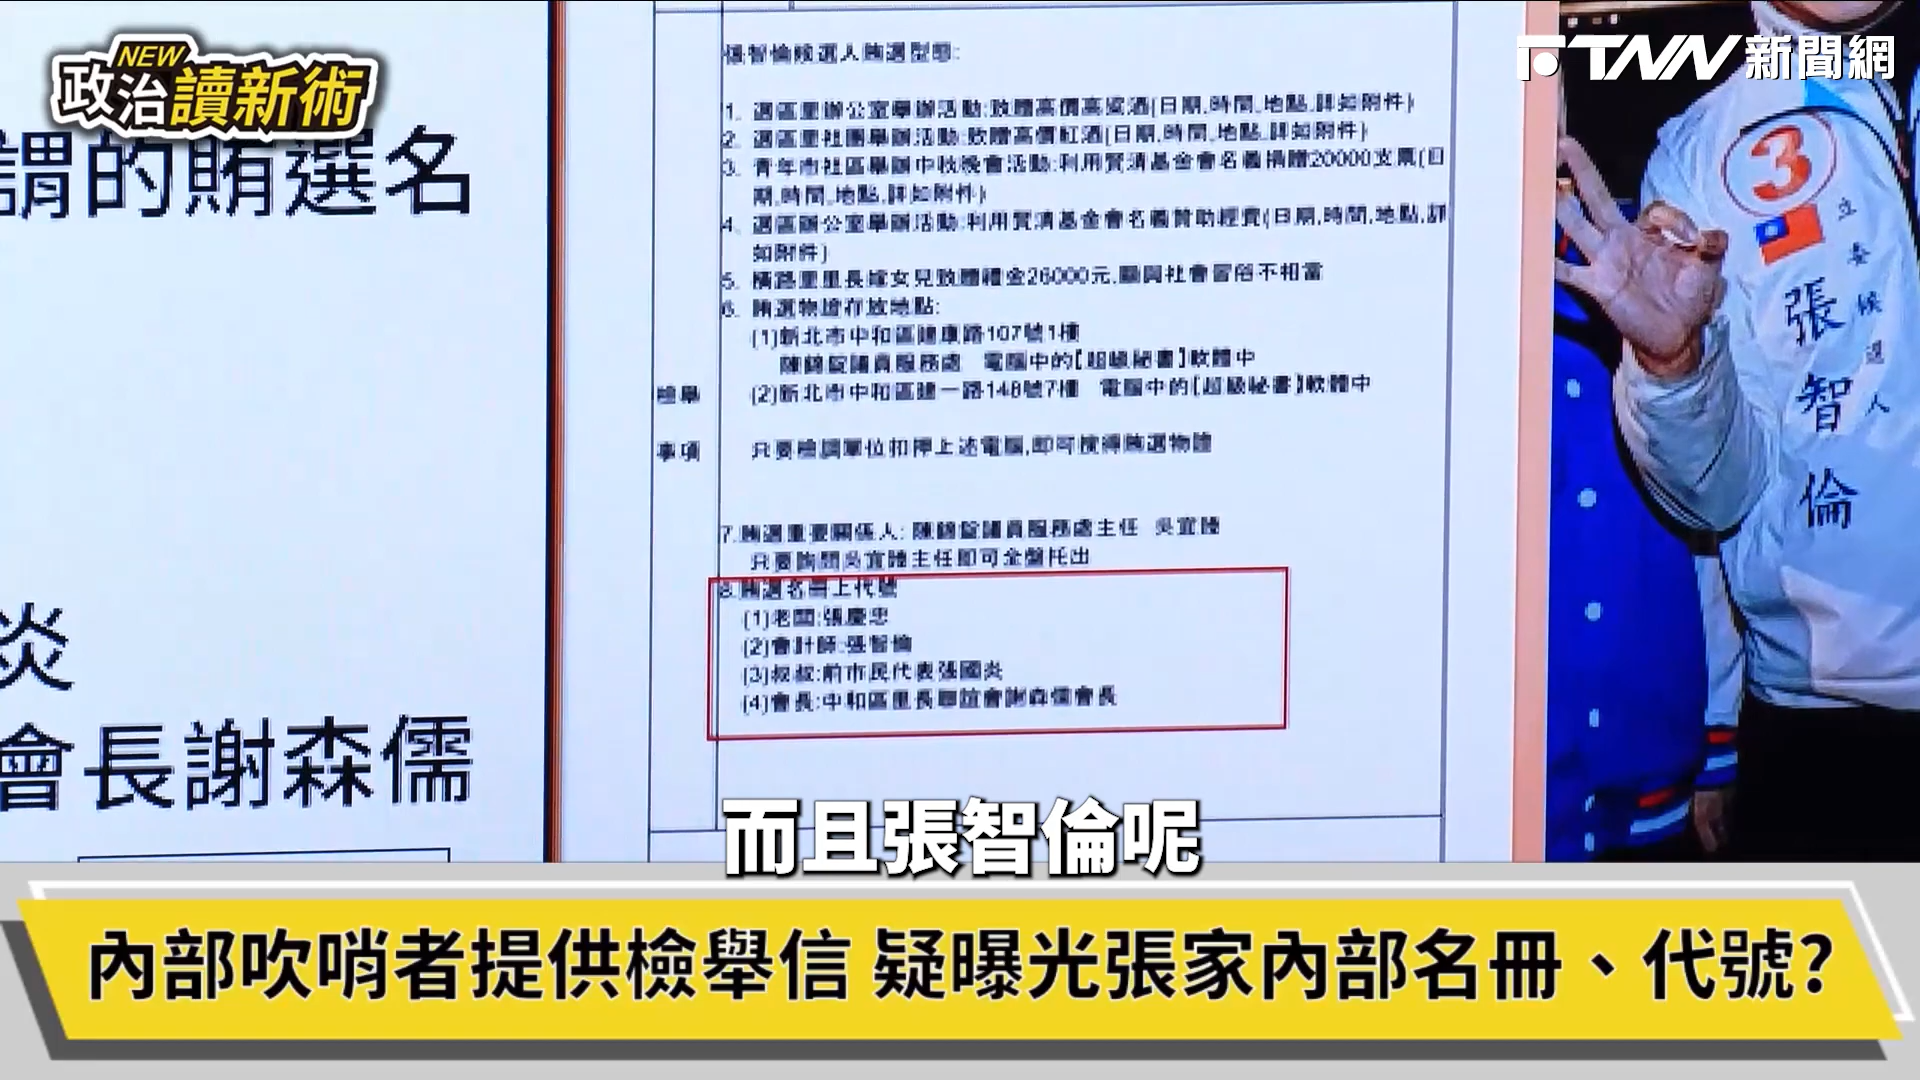 NEW
政治讀新術
TNN新聞網
謂的賄選名
炎
會長謝森儒
張智倫候選人賄選型態:
1. 選區里辦公室舉辦活動:致贈高價高粱酒(日期,時間,地點,詳如附件)
2. 選區里社團舉辦活動:致贈高價紅酒(日期,時間,地點,詳如附件)
3. 青年市社區舉辦中秋晚會活動:利用賢清基金會名義捐贈20000支票(日
期,時間,地點,詳如附件)
4. 選區辦公室舉辦活動:利用賢清基金會名義贊助經費(日期,時間,地點,詳
如附件)
5. 橫路里里長嫁女兒致贈禮金26000元,顯與社會習俗不相當
6. 賄選物證存放地點:
(1)新北市中和區建康路107號1樓
陳錦錠議員服務處 電腦中的[超級秘書]軟體中
(2)新北市中和區建一路148號7樓 電腦中的[超級秘書]軟體中
檢舉
事項
只要檢調單位扣押上述電腦,即可搜得賄選物證
7.賄選重要關係人: 陳錦錠議員服務處主任 吳宜臻
只要詢問吳宜臻主任即可全盤托出
8.賄選名冊上代號
(1)老闆:張慶忠
(2)會計師:張智倫
(3)叔叔:前市民代表張國炎
(4)會長:中和區里長聯誼會謝森儒會長
3
立委候選人
張智倫
而且張智倫呢
內部吹哨者提供檢舉信 疑曝光張家內部名冊、代號?